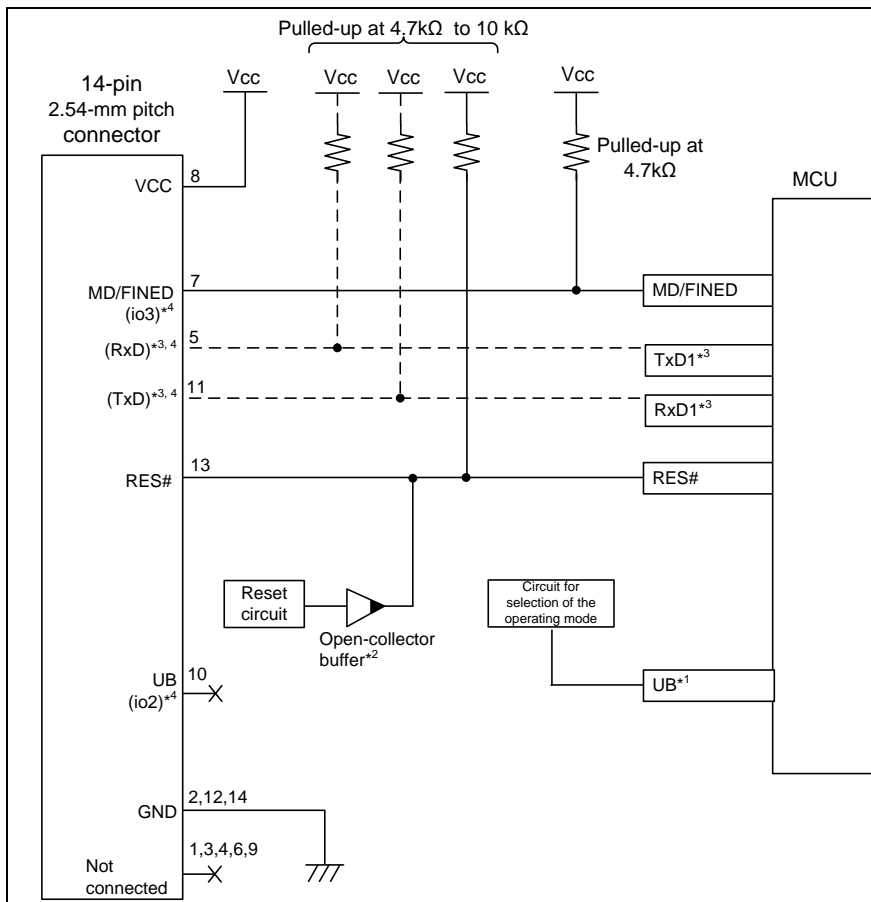 Pulled-up at 4.7kΩ to 10 kΩ
Vcc
Vcc
Vcc
Vcc
Vcc
14-pin
2.54-mm pitch
connector
Pulled-up at
4.7kΩ
MCU
VCC
8
MD/FINED
(io3)*4
7
MD/FINED
(RxD)*3, 4
5
TxD1*3
(TxD)*3, 4
11
RxD1*3
RES#
13
RES#
Reset
circuit
Open-collector
buffer*2
Circuit for
selection of the
operating mode
UB
(io2)*4
10
UB*1
GND
2,12,14
Not
connected
1,3,4,6,9